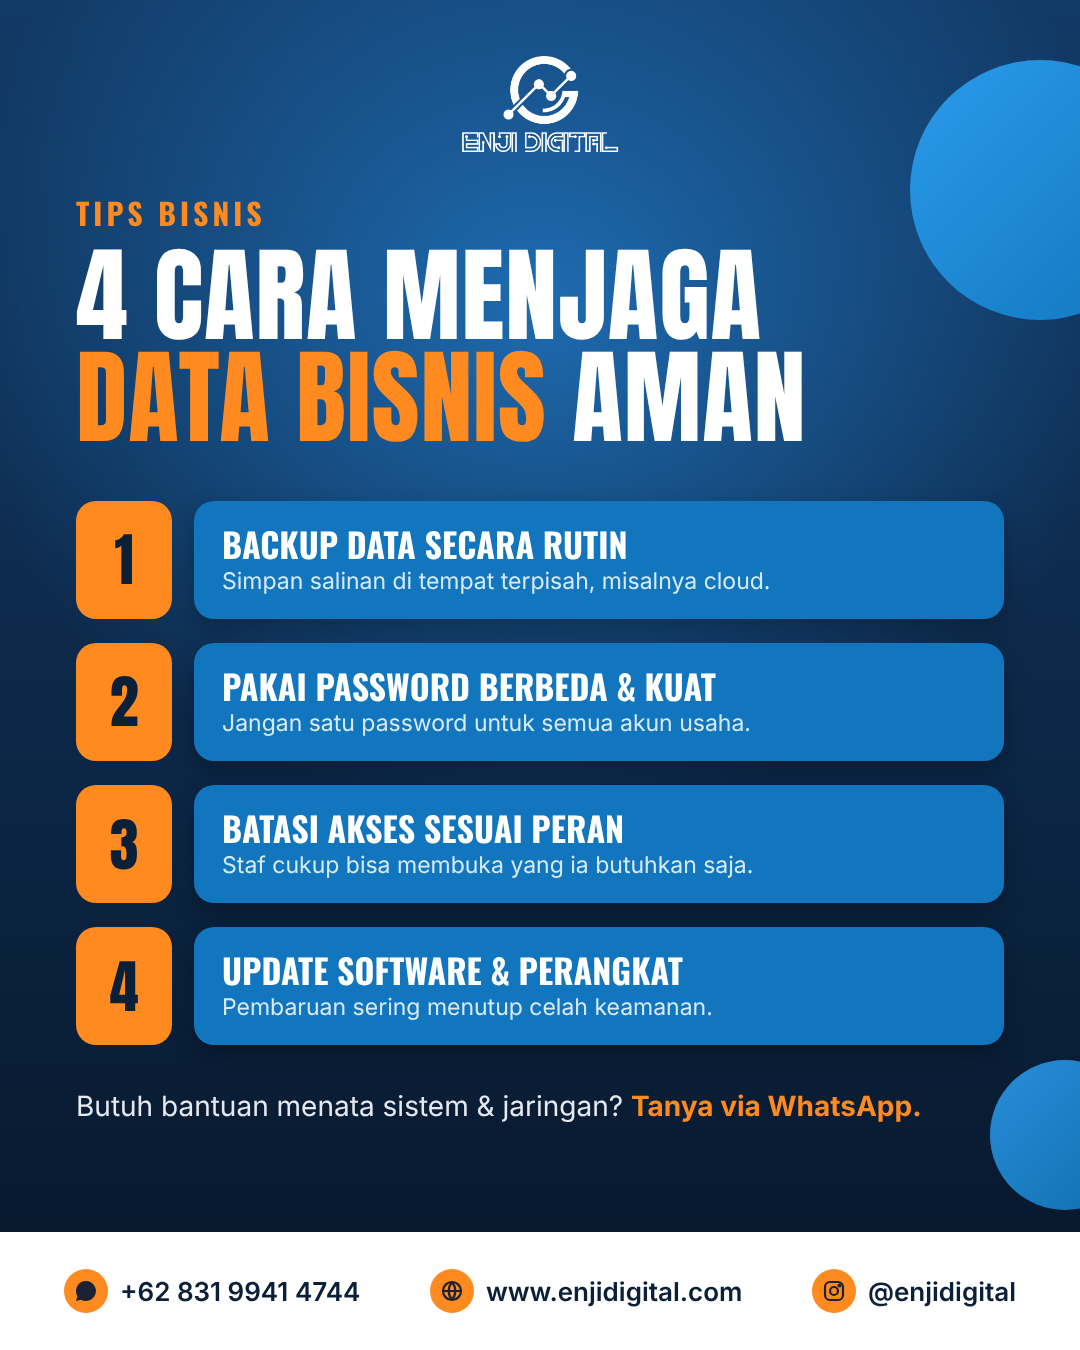 ENJI DIGITAL
TIPS BISNIS
4 CARA MENJAGA
DATA BISNIS AMAN
1
BACKUP DATA SECARA RUTIN
Simpan salinan di tempat terpisah, misalnya cloud.
2
PAKAI PASSWORD BERBEDA & KUAT
Jangan satu password untuk semua akun usaha.
3
BATASI AKSES SESUAI PERAN
Staf cukup bisa membuka yang ia butuhkan saja.
4
UPDATE SOFTWARE & PERANGKAT
Pembaruan sering menutup celah keamanan.
Butuh bantuan menata sistem & jaringan? Tanya via WhatsApp.
+62 831 9941 4744
www.enjidigital.com
@enjidigital